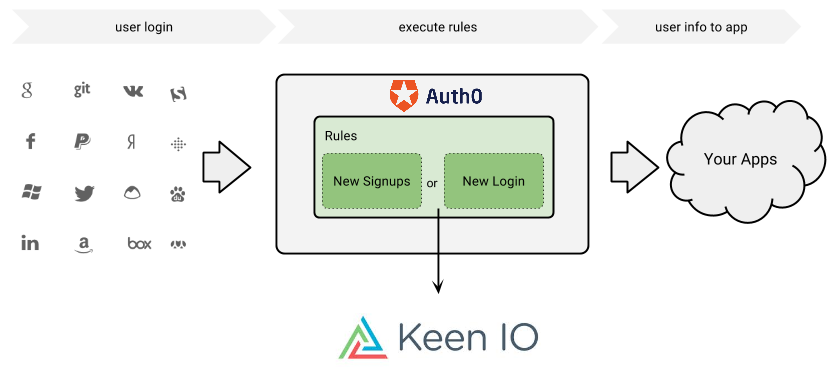 user login
execute rules
user info to app
g
git
f
Я
in
a
box
du
Auth0
Rules
New Signups
or
New Login
Your Apps
Keen IO